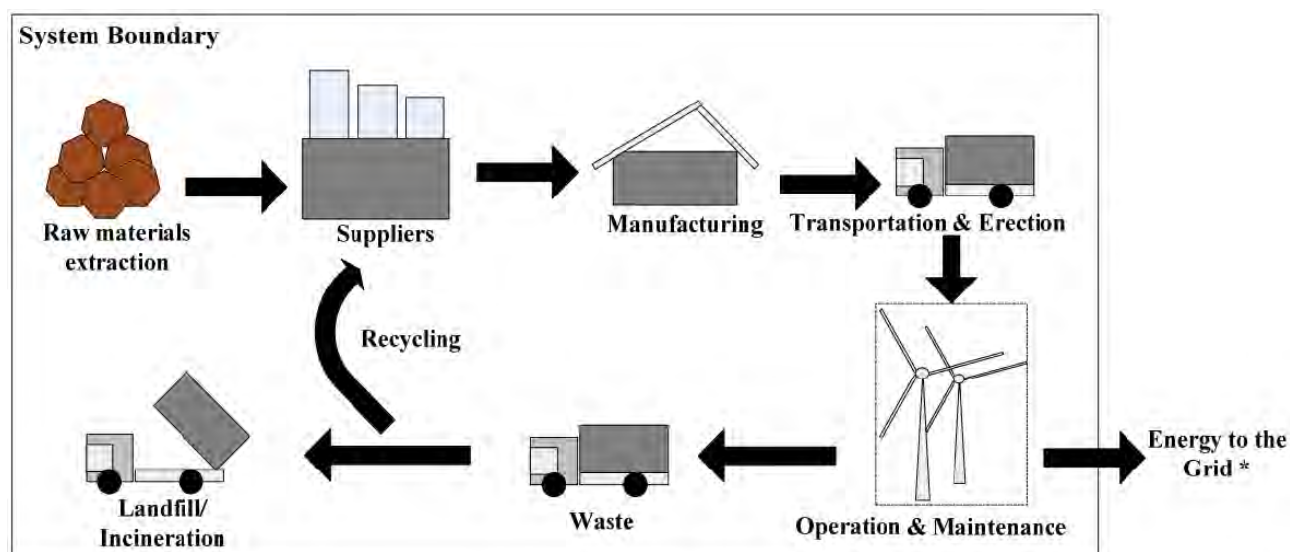 System Boundary
Raw materials
extraction
Suppliers
Manufacturing
Transportation & Erection
Recycling
Landfill/
Incineration
Waste
Operation & Maintenance
Energy to the
Grid *